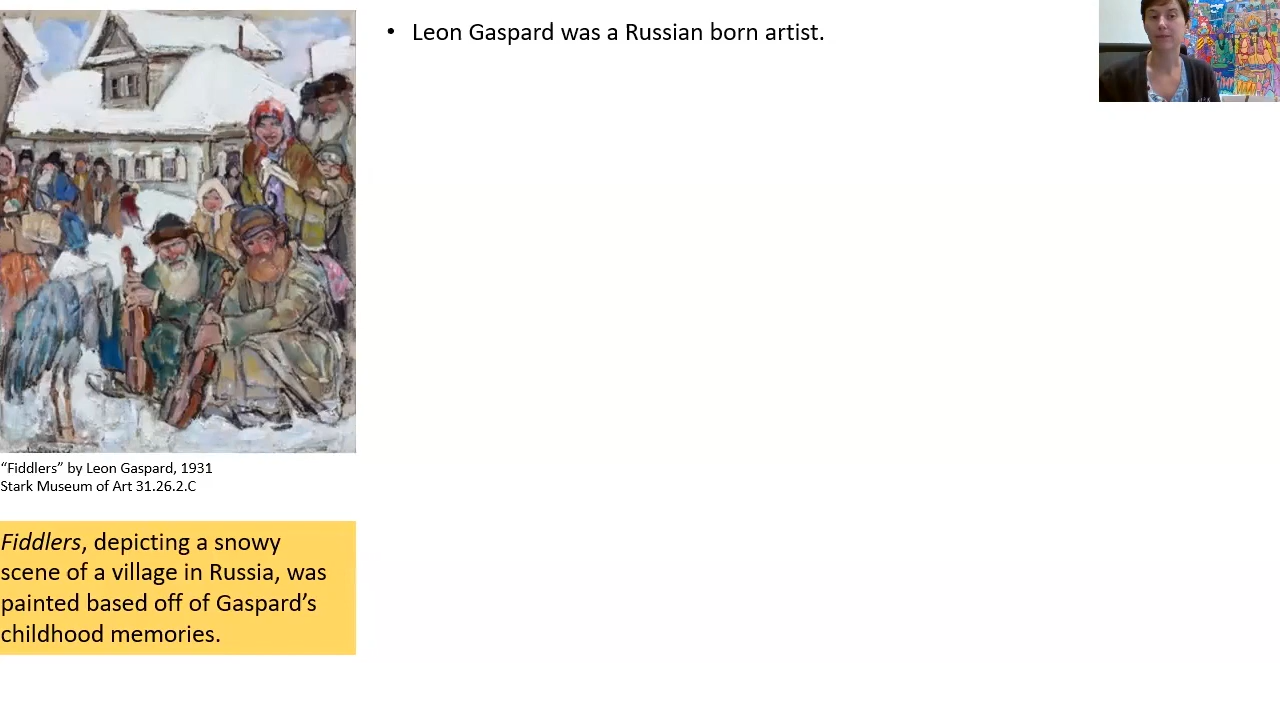 • Leon Gaspard was a Russian born artist.
“Fiddlers” by Leon Gaspard, 1931
Stark Museum of Art 31.26.2.C
Fiddlers, depicting a snowy
scene of a village in Russia, was
painted based off of Gaspard’s
childhood memories.